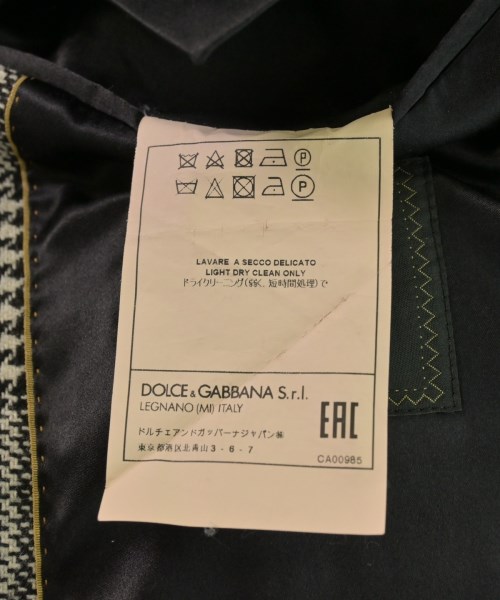 P
P
LAVARE A SECCO DELICATO
LIGHT DRY CLEAN ONLY
ドライクリーニング(弱く、短時間処理)で
DOLCE & GABBANA S.r.l.
LEGNANO (MI) ITALY
EAC
ドルチェアンドガッバーナジャパン㈱
東京都港区北青山3-6-7
CA00985